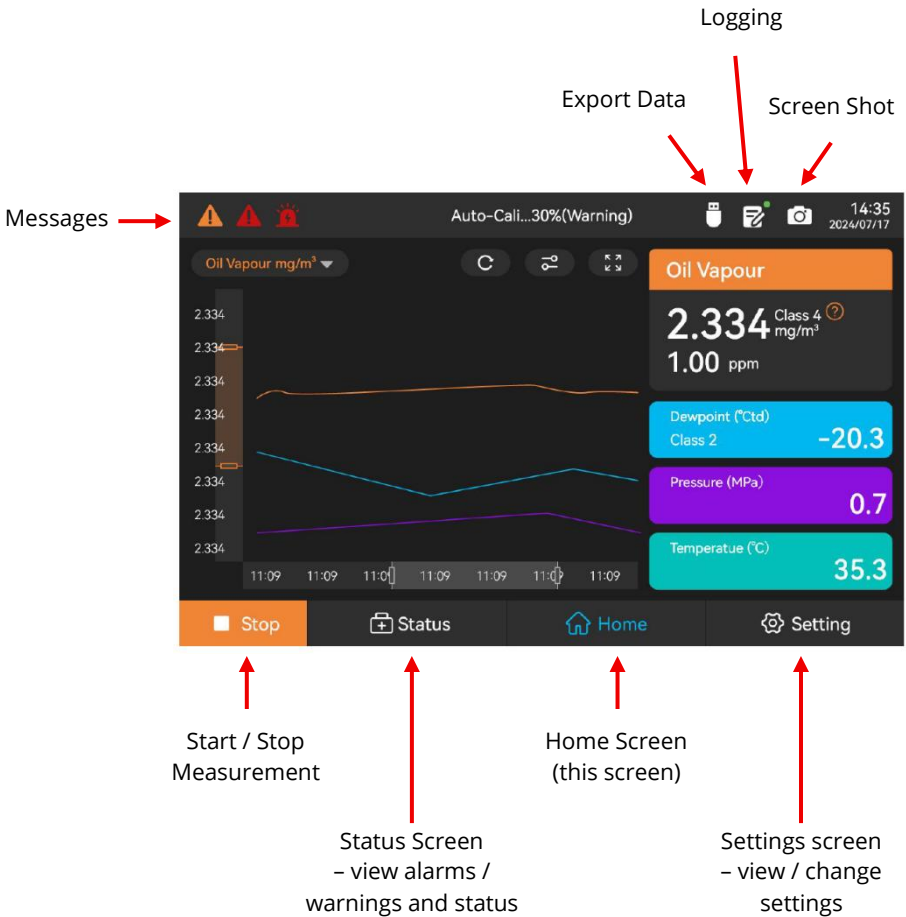 Logging
Export Data
Screen Shot
Messages
Auto-Cali...30%(Warning)
14:35
2024/07/17
Oil Vapour mg/m³
Oil Vapour
2.334 Class 4 ?
mg/m³
1.00 ppm
2.334
2.334
2.334
2.334
2.334
2.334
2.334
2.334
Dewpoint (°Ctd)
Class 2
-20.3
Pressure (MPa)
0.7
Temperatue (°C)
35.3
11:09 11:09 11:09 11:09 11:09 11:09 11:09
Stop
Status
Home
Setting
Start / Stop
Measurement
Home Screen
(this screen)
Status Screen
– view alarms /
warnings and status
Settings screen
– view / change
settings